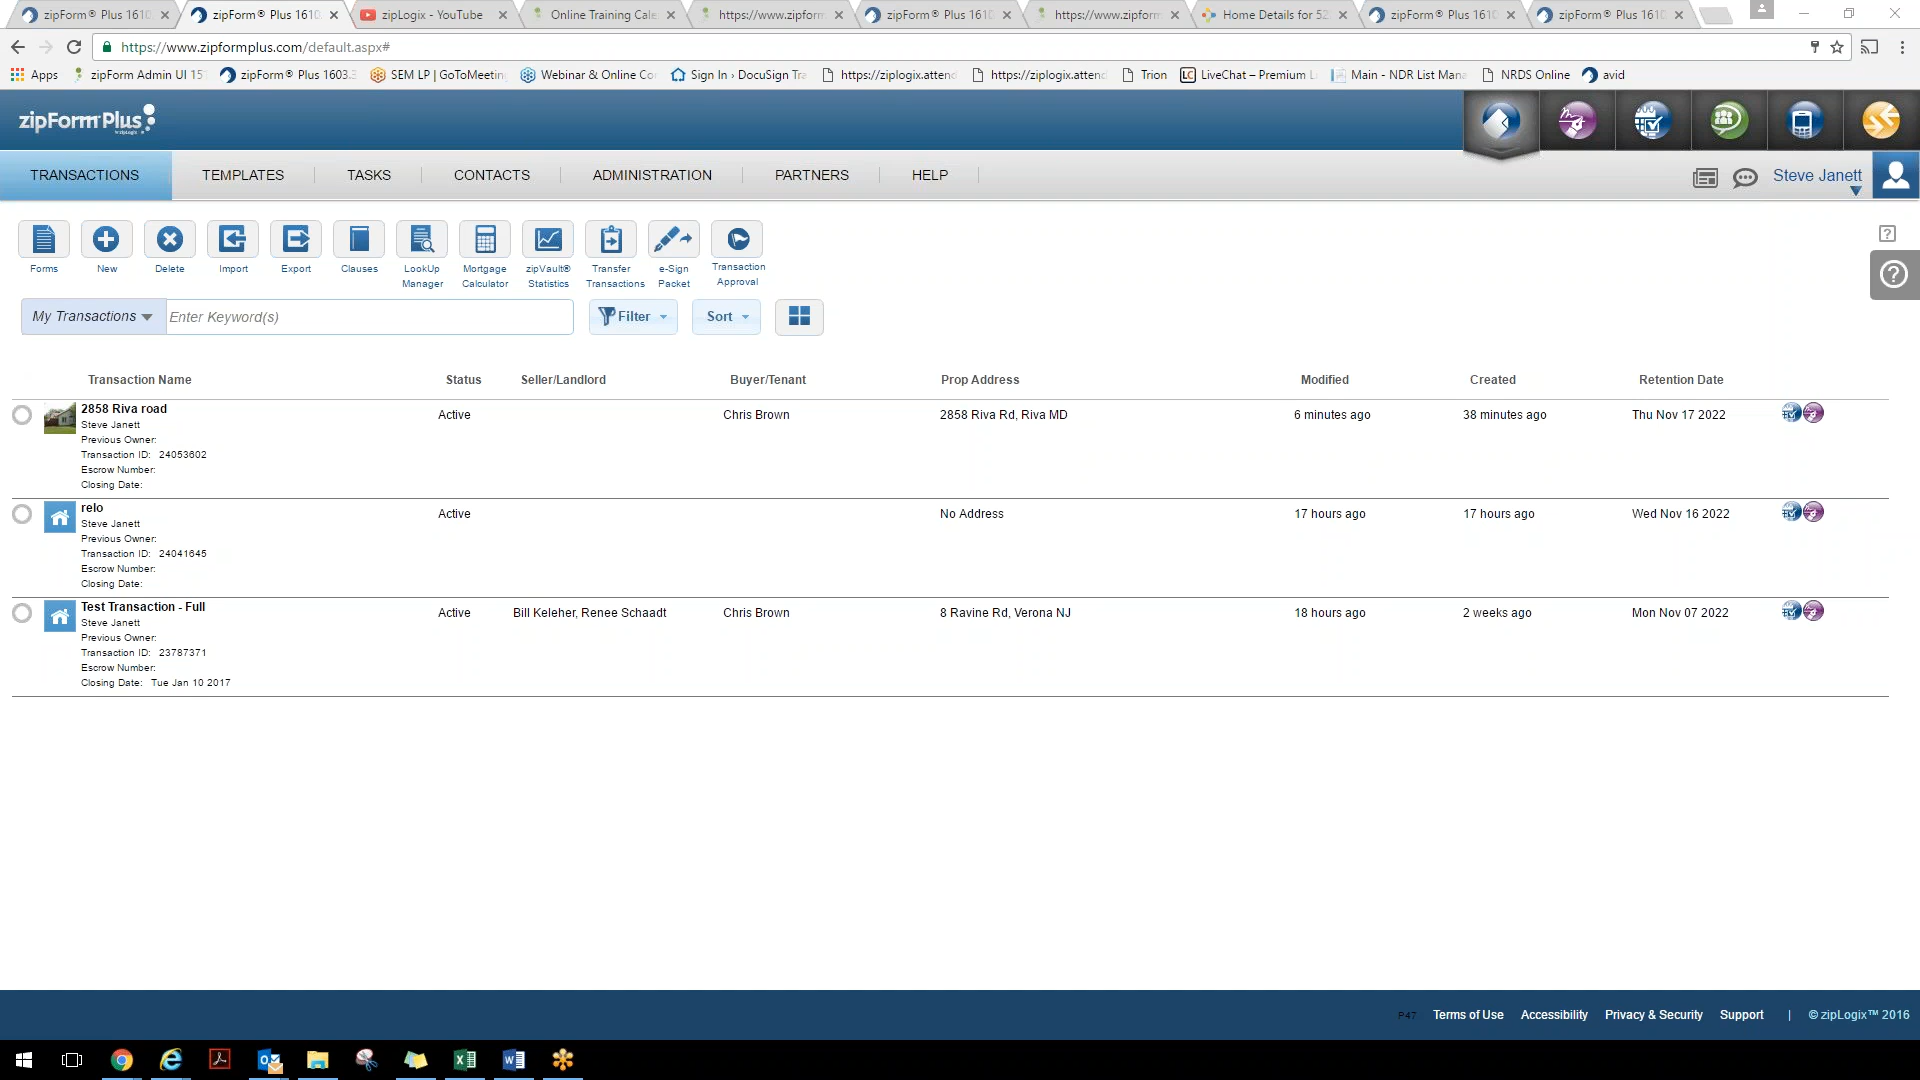 zipForm® Plus 1610
zipForm® Plus 1610
zipLogix - YouTube
Online Training Cale
https://www.zipform
zipForm® Plus 1610
https://www.zipform
Home Details for 52
zipForm® Plus 1610
zipForm® Plus 1610
https://www.zipformplus.com/default.aspx#
Apps
zipForm Admin UI 151
zipForm® Plus 1603.3
SEM LP | GoToMeeting
Webinar & Online Co
Sign In › DocuSign Tra
https://ziplogix.attend
https://ziplogix.attend
Trion
LiveChat – Premium L
Main - NDR List Mana
NRDS Online
avid
zipForm Plus
by zipLogix
TRANSACTIONS
TEMPLATES
TASKS
CONTACTS
ADMINISTRATION
PARTNERS
HELP
Steve Janett
Forms
New
Delete
Import
Export
Clauses
LookUp
Manager
Mortgage
Calculator
zipVault®
Statistics
Transfer
Transactions
e-Sign
Packet
Transaction
Approval
My Transactions
Enter Keyword(s)
Filter
Sort
Transaction Name Status Seller/Landlord Buyer/Tenant Prop Address Modified Created Retention Date
2858 Riva road
Steve Janett
Previous Owner:
Transaction ID: 24053602
Escrow Number:
Closing Date:
Active Chris Brown 2858 Riva Rd, Riva MD 6 minutes ago 38 minutes ago Thu Nov 17 2022
relo
Steve Janett
Previous Owner:
Transaction ID: 24041645
Escrow Number:
Closing Date:
Active No Address 17 hours ago 17 hours ago Wed Nov 16 2022
Test Transaction - Full
Steve Janett
Previous Owner:
Transaction ID: 23787371
Escrow Number:
Closing Date: Tue Jan 10 2017
Active Bill Keleher, Renee Schaadt Chris Brown 8 Ravine Rd, Verona NJ 18 hours ago 2 weeks ago Mon Nov 07 2022
P47 Terms of Use Accessibility Privacy & Security Support | © zipLogix™ 2016